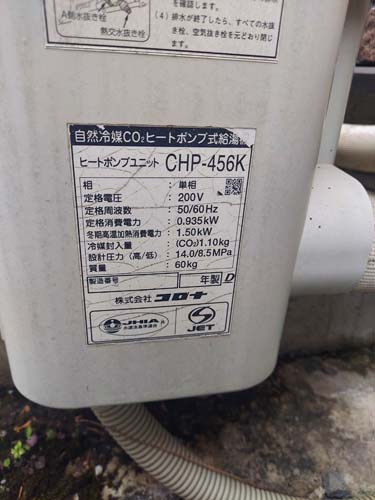 を確認します。
(4) 排水が終了したら、すべての水抜
き栓、空気抜き栓を元どおり閉じ
ます。
A熱水抜き栓
熱交水抜き栓
自然冷媒CO₂ヒートポンプ式給湯機
ヒートポンプユニット CHP-456K
相 : 単相
定格電圧 : 200V
定格周波数 : 50/60Hz
定格消費電力 : 0.935kW
冬期高温加熱消費電力 : 1.50kW
冷媒封入量 : (CO₂)1.10kg
設計圧力(高/低) : 14.0/8.5MPa
質量 : 60kg
製造番号
年製 D
株式会社 コロナ
JHIA
JET